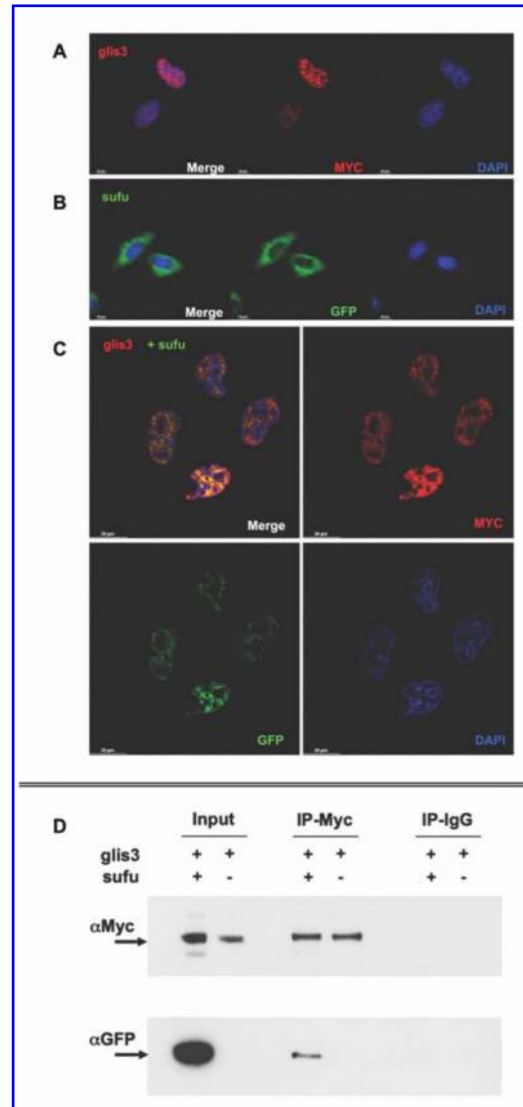 A
glis3
Merge
MYC
DAPI
B
sufu
Merge
GFP
DAPI
C
glis3 + sufu
Merge
MYC
GFP
DAPI
D
Input IP-Myc IP-IgG
glis3 + + + + + +
sufu + - + - + -
αMyc
αGFP